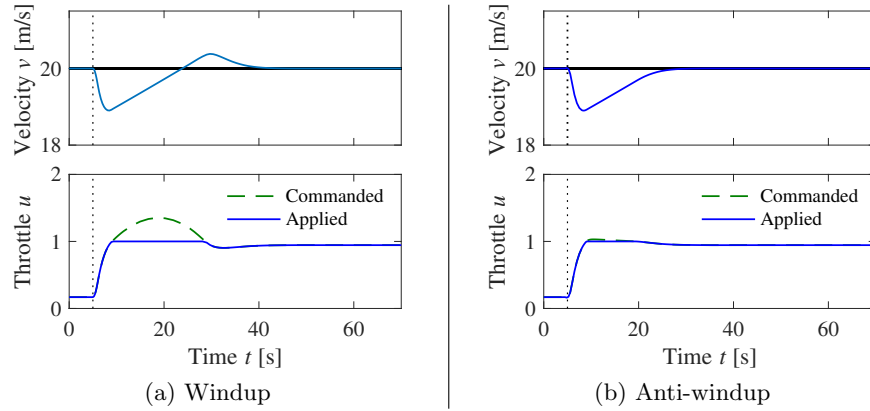 Velocity v [m/s]
20
18
Throttle u
2
1
0
Commanded
Applied
0 20 40 60
Time t [s]
(a) Windup
Velocity v [m/s]
20
18
Throttle u
2
1
0
Commanded
Applied
0 20 40 60
Time t [s]
(b) Anti-windup